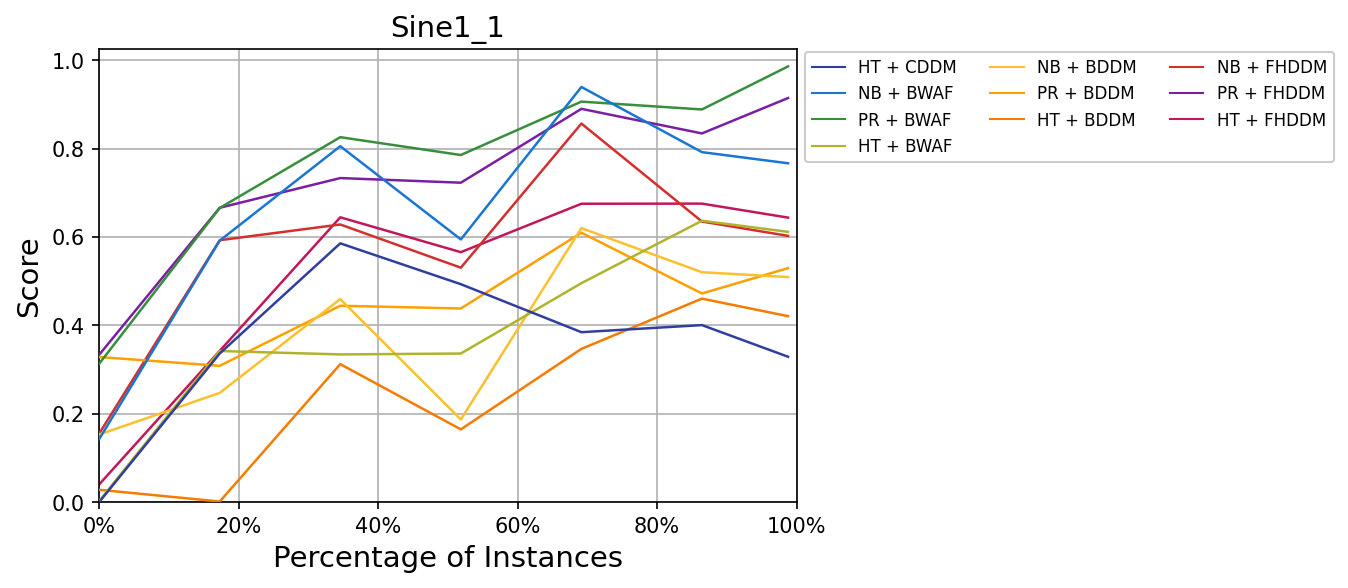 Sine1_1
1.0
0.8
0.6
0.4
0.2
0.0
Score
0%
20%
40%
60%
80%
100%
Percentage of Instances
HT + CDDM
NB + BWAF
PR + BWAF
HT + BWAF
NB + BDDM
PR + BDDM
HT + BDDM
NB + FHDDM
PR + FHDDM
HT + FHDDM